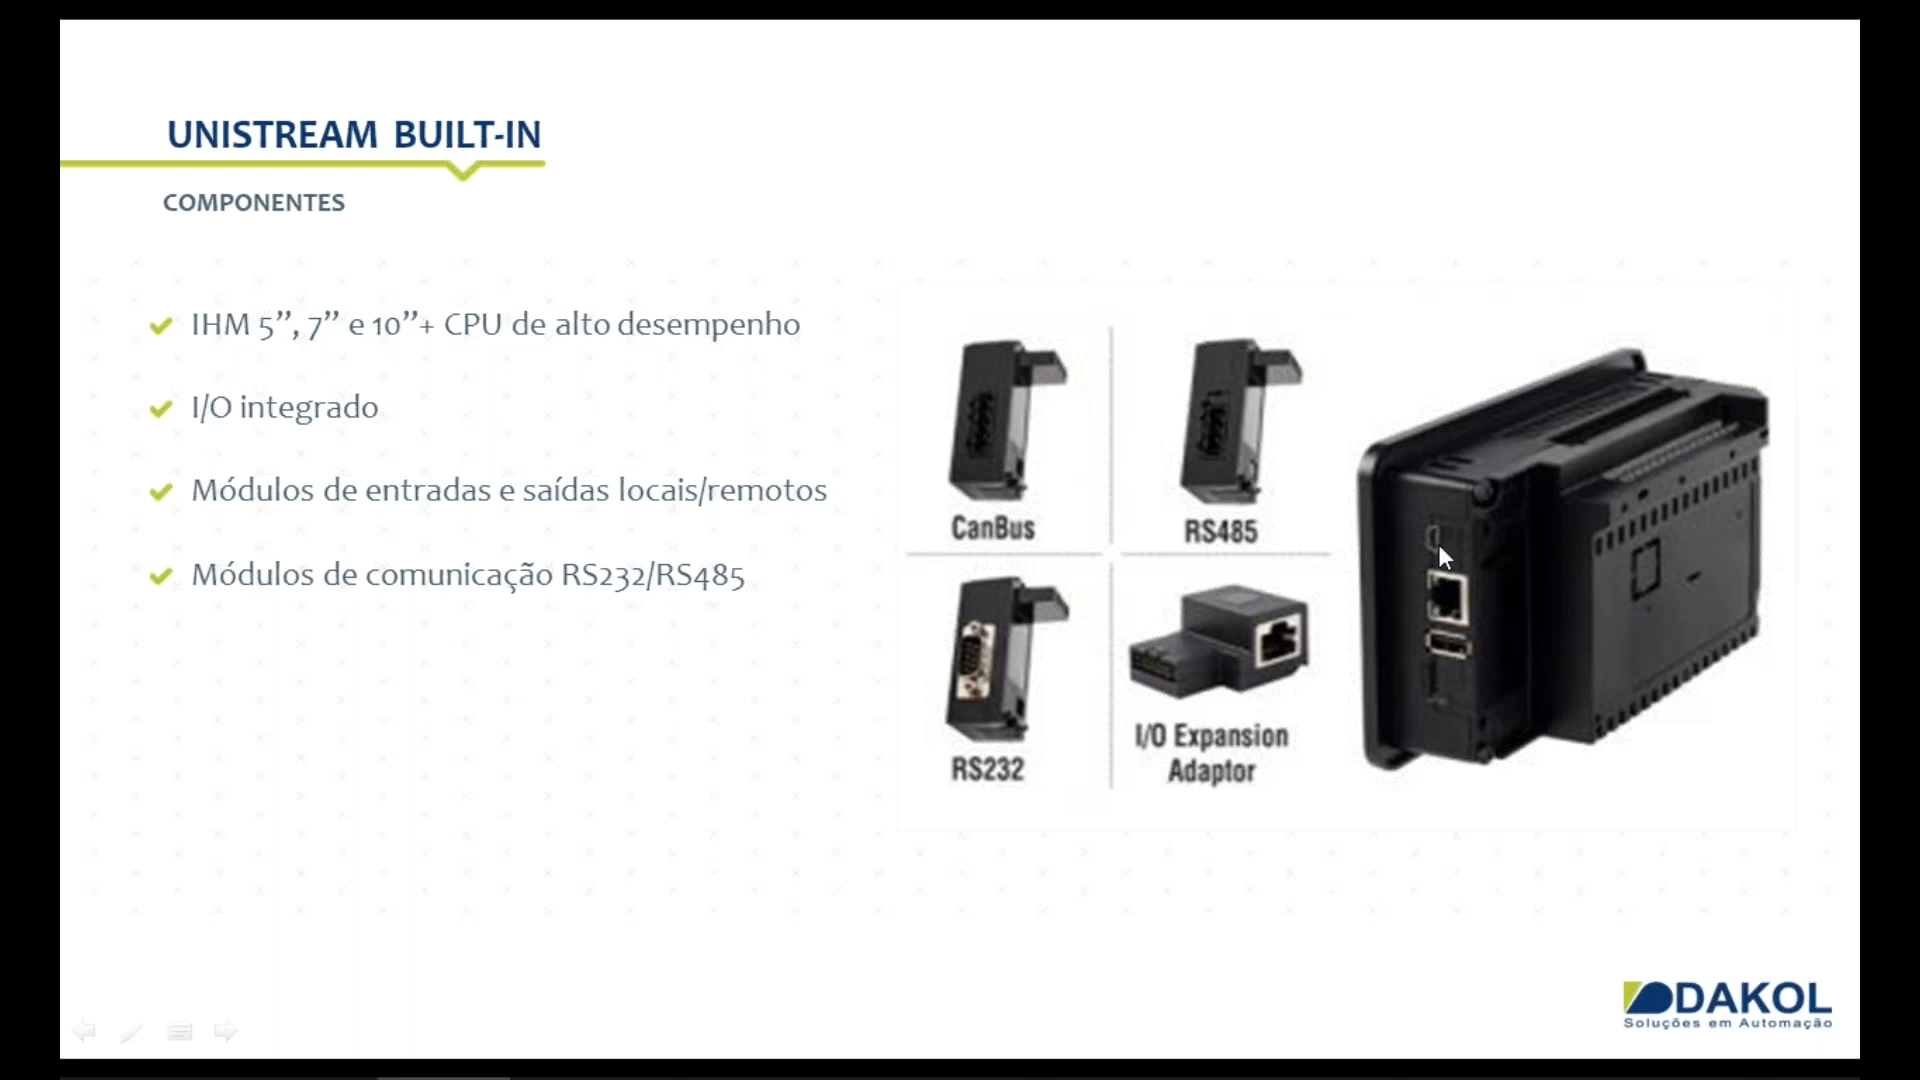 UNISTREAM BUILT-IN
COMPONENTES
IHM 5”, 7” e 10”+ CPU de alto desempenho
I/O integrado
Módulos de entradas e saídas locais/remotos
Módulos de comunicação RS232/RS485
CanBus
RS485
RS232
I/O Expansion
Adaptor
DAKOL
Soluções em Automação